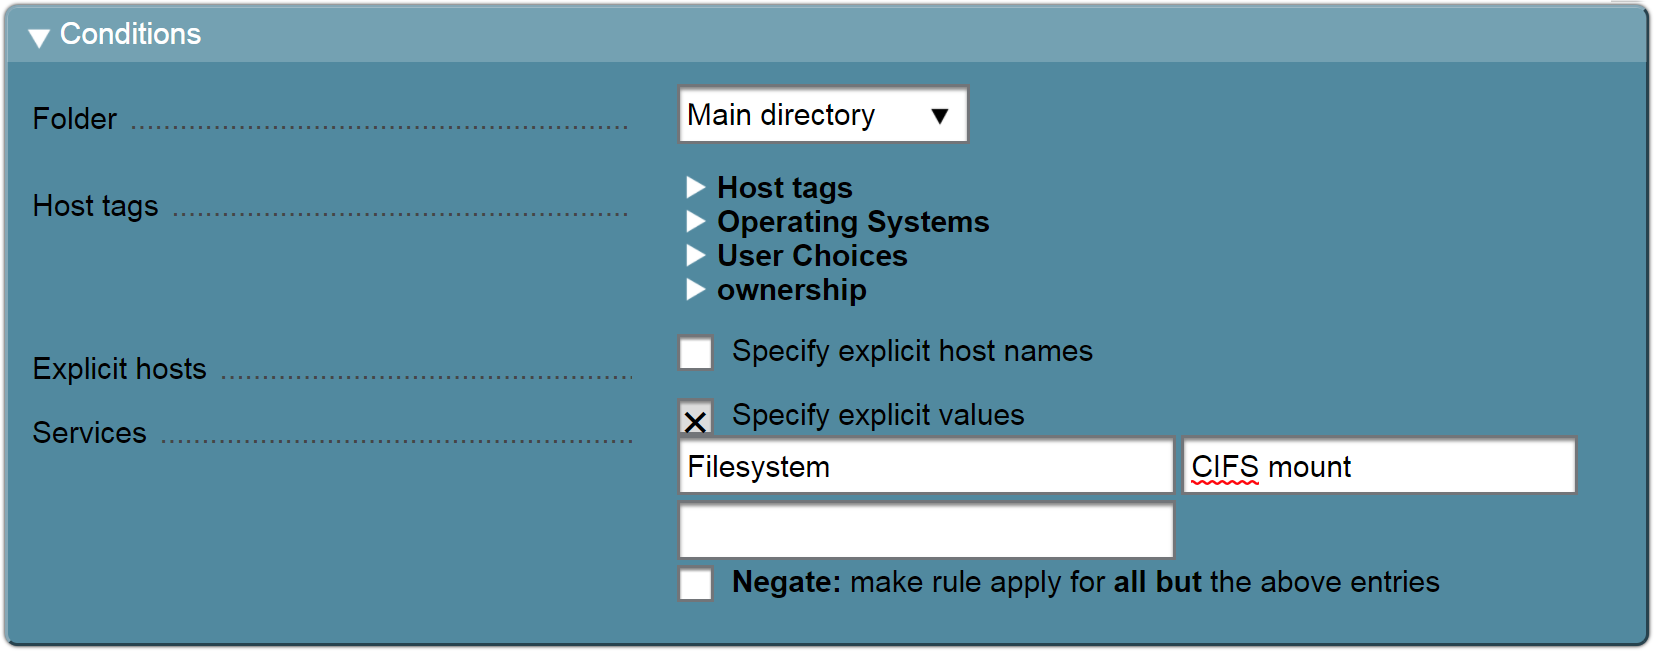 Conditions
Folder Main directory
Host tags Host tags
Operating Systems
User Choices
ownership
Explicit hosts Specify explicit host names
Services Specify explicit values
Filesystem CIFS mount
Negate: make rule apply for all but the above entries